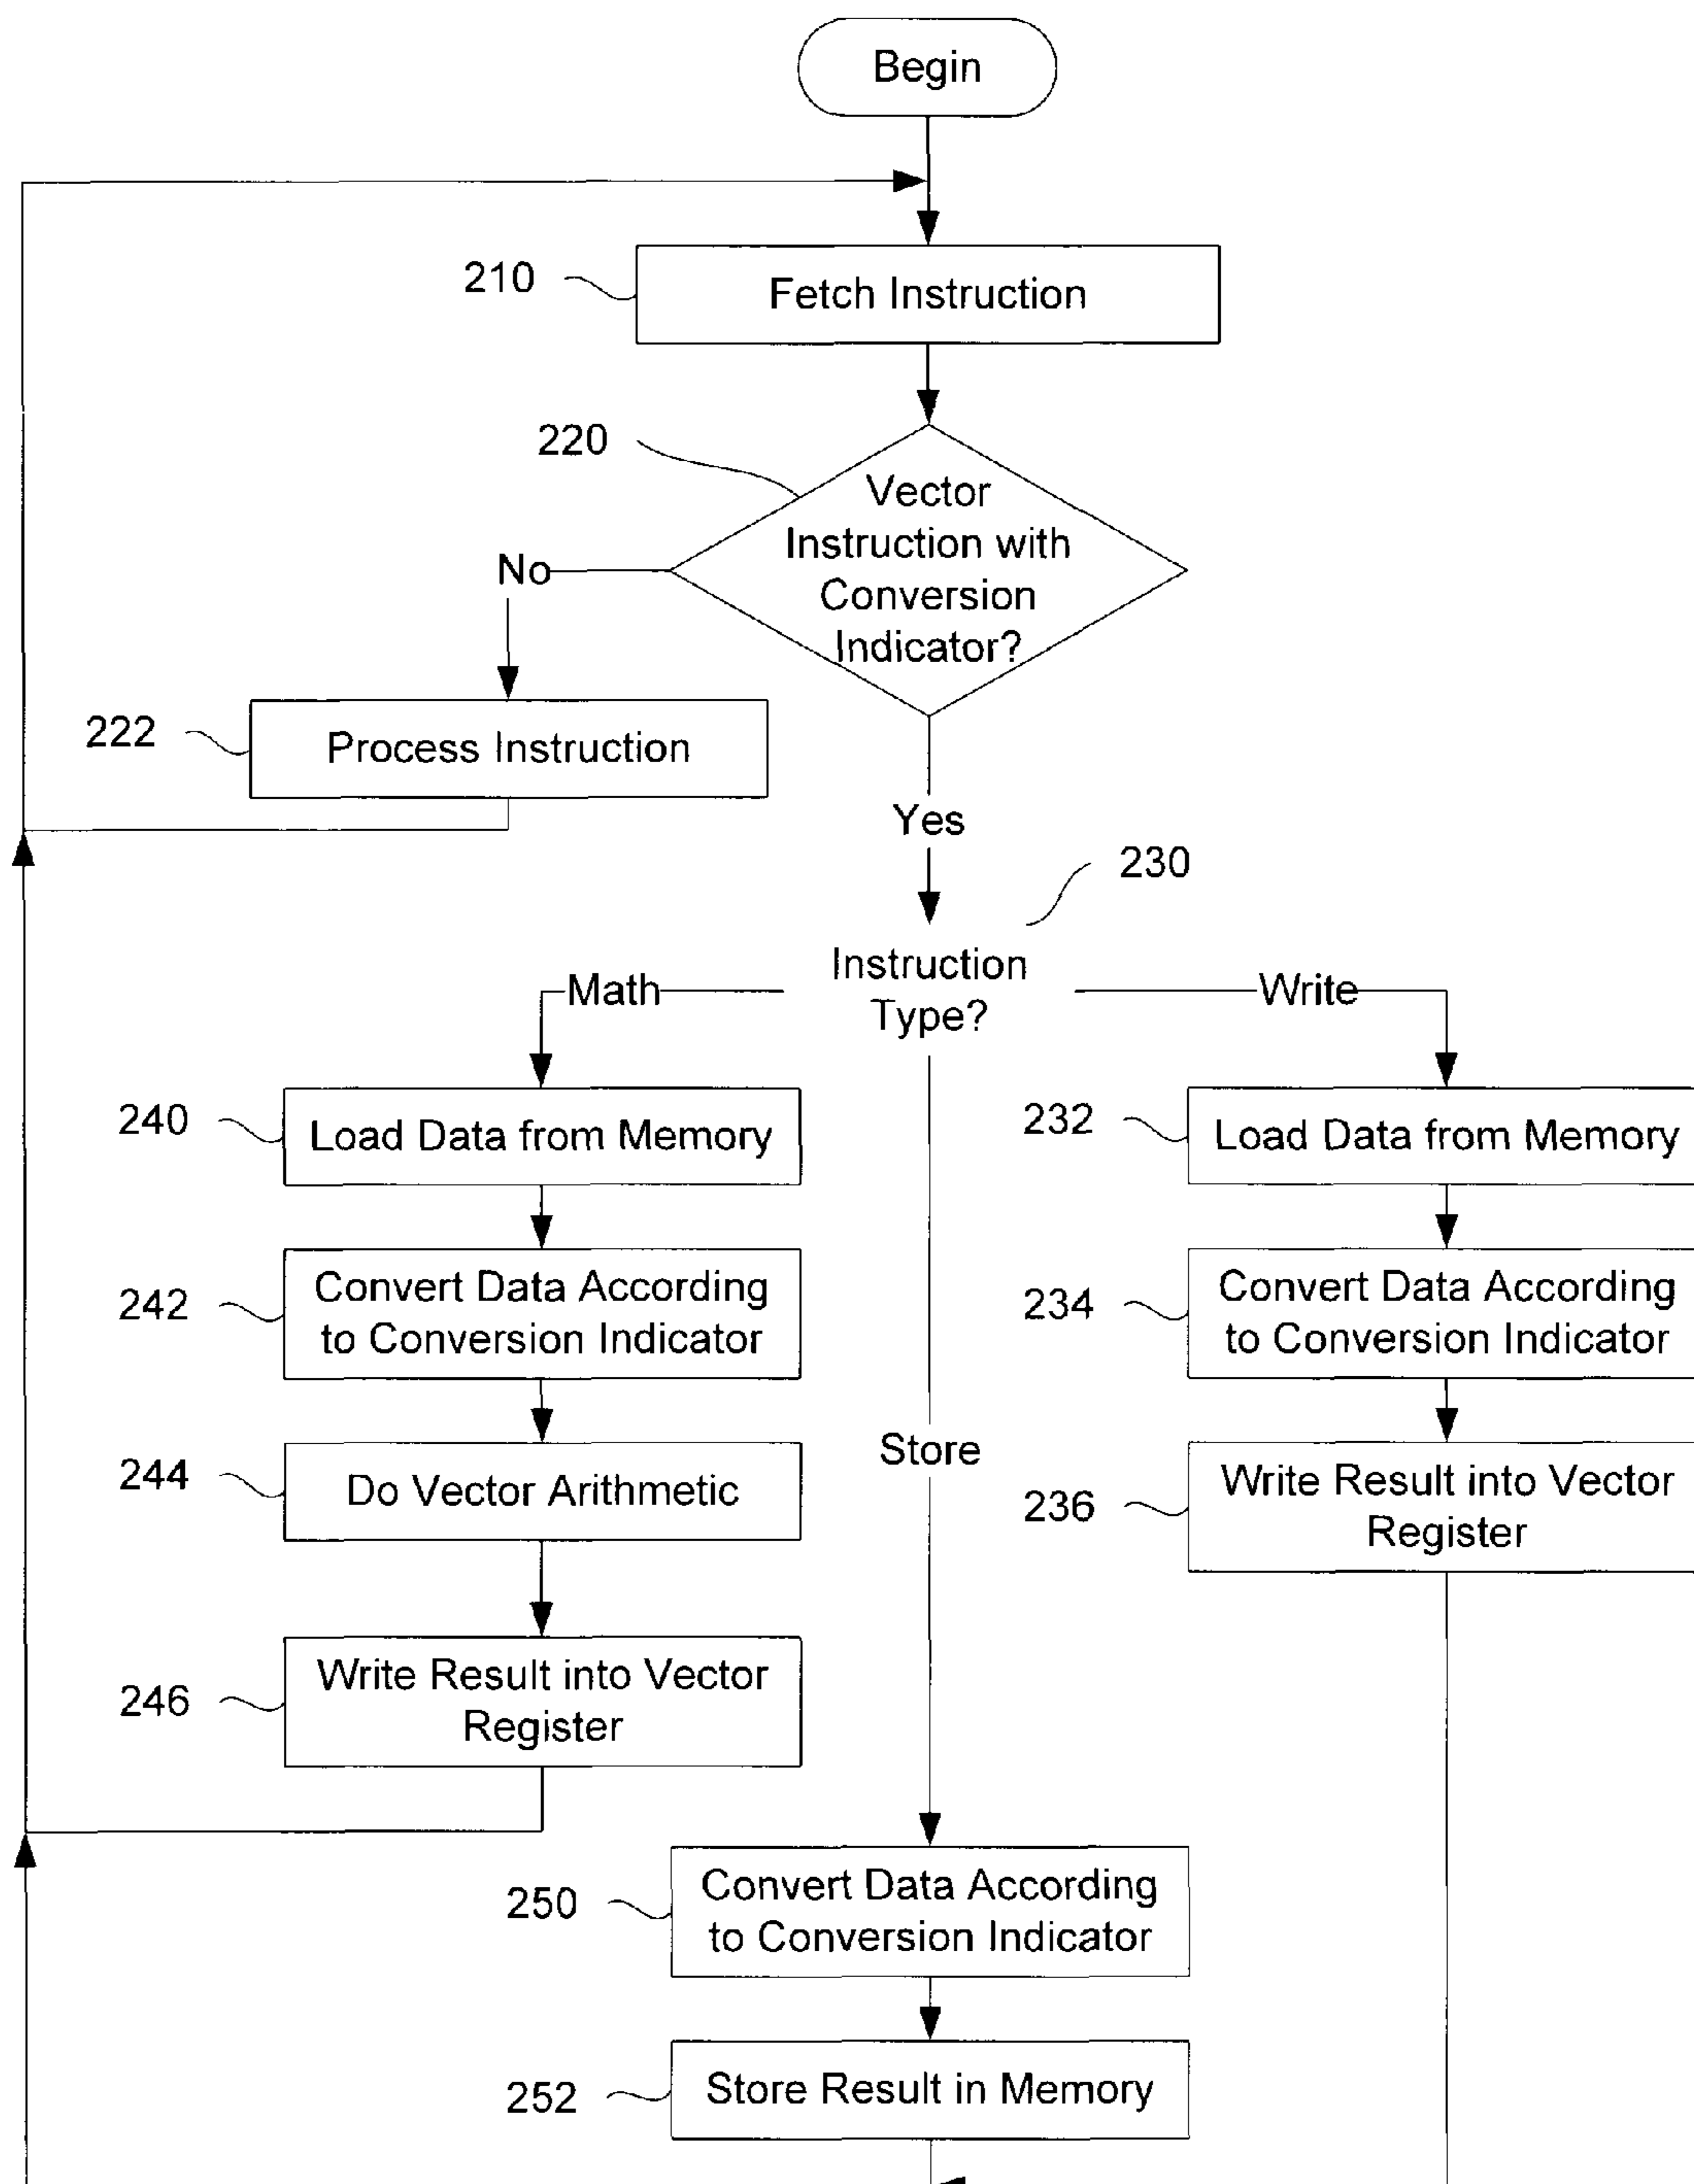 Begin
210
Fetch Instruction
220
Vector
Instruction with
Conversion
Indicator?
No
222
Process Instruction
Yes
230
Instruction
Type?
Math
Write
240
Load Data from Memory
232
Load Data from Memory
242
Convert Data According
to Conversion Indicator
234
Convert Data According
to Conversion Indicator
244
Do Vector Arithmetic
Store
236
Write Result into Vector
Register
246
Write Result into Vector
Register
250
Convert Data According
to Conversion Indicator
252
Store Result in Memory